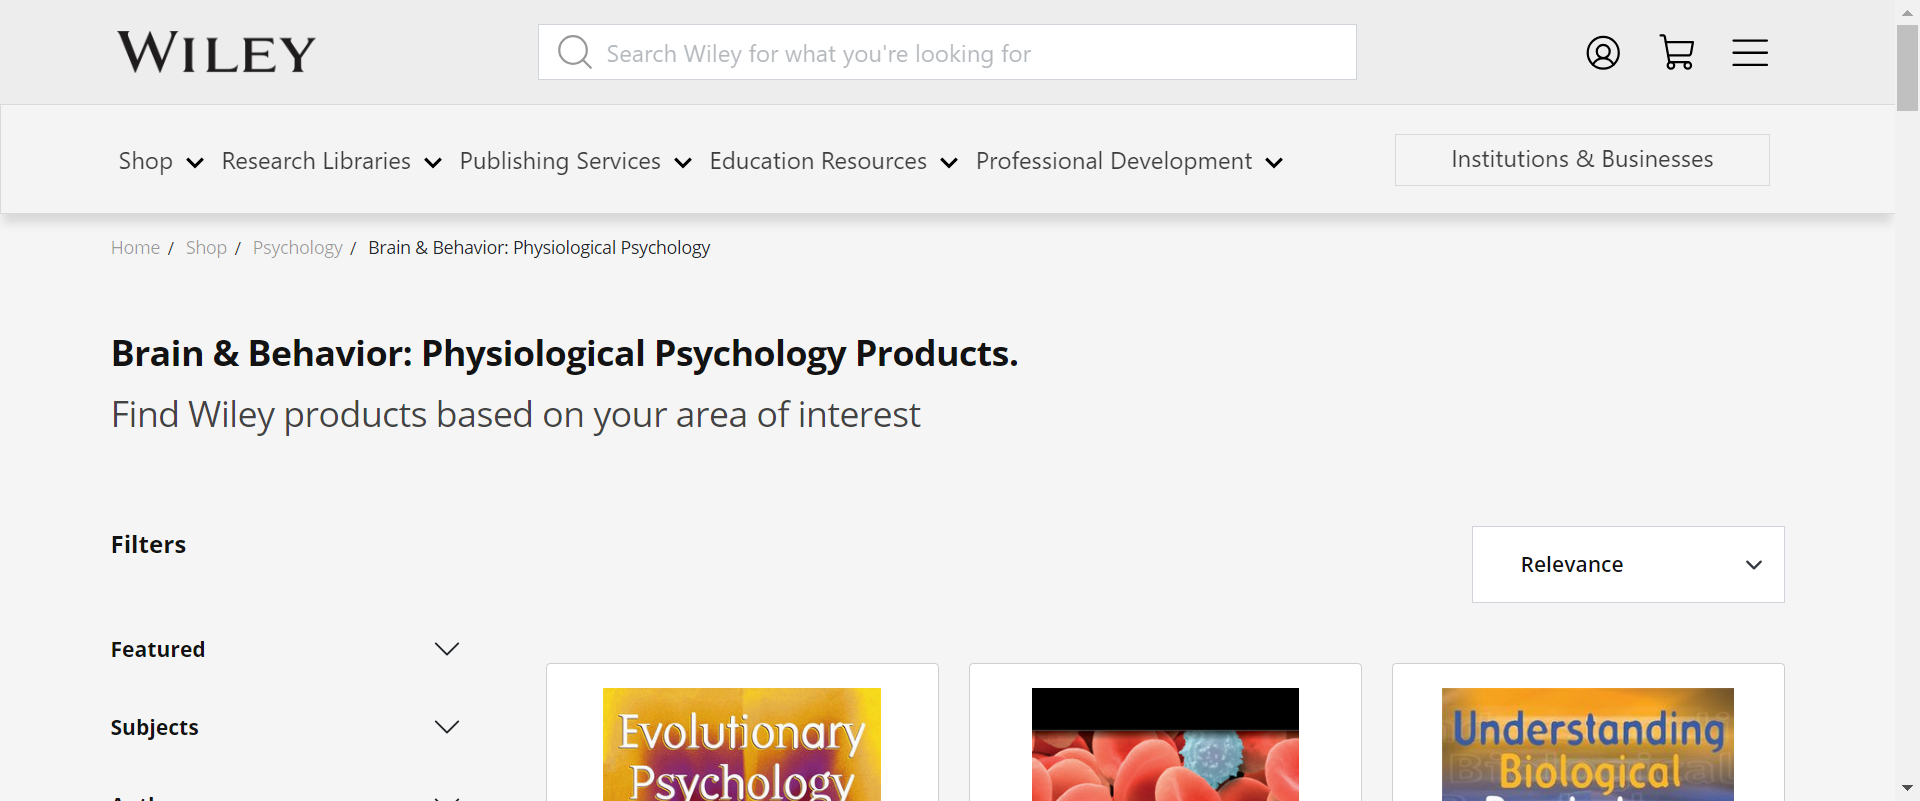 WILEY
Search Wiley for what you're looking for
Shop Research Libraries Publishing Services Education Resources Professional Development Institutions & Businesses
Home / Shop / Psychology / Brain & Behavior: Physiological Psychology
Brain & Behavior: Physiological Psychology Products.
Find Wiley products based on your area of interest
Filters
Relevance
Featured
Subjects
Evolutionary
Psychology
Understanding
Biological